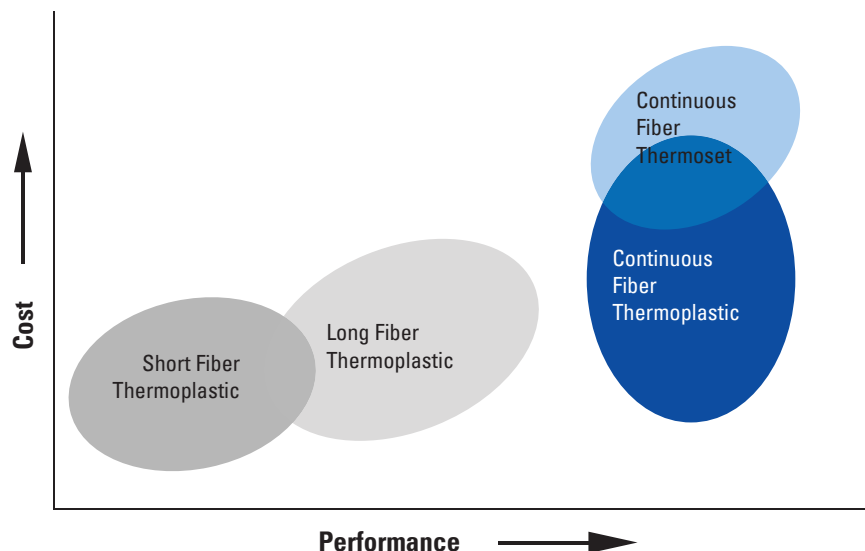 Continuous
Fiber
Thermoset
Continuous
Fiber
Thermoplastic
Long Fiber
Thermoplastic
Short Fiber
Thermoplastic
Cost
Performance